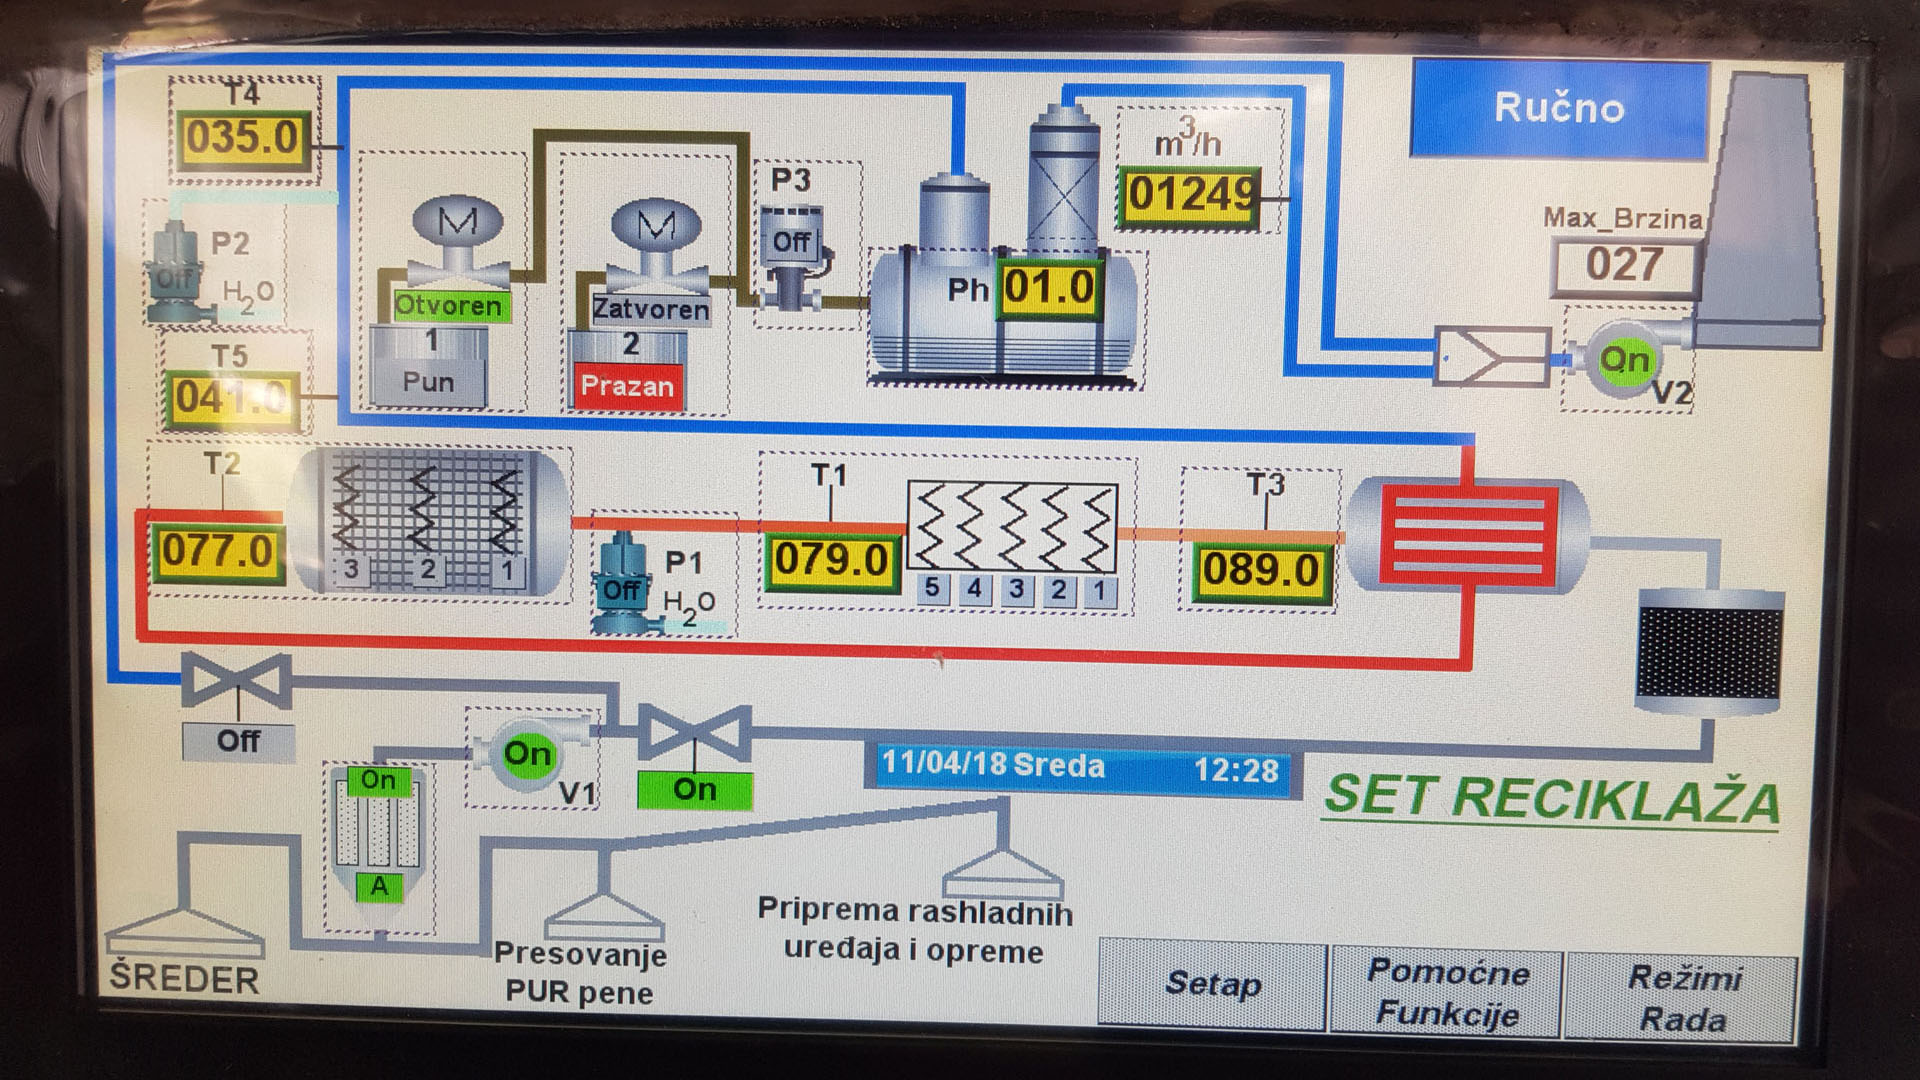 T4
035.0
P2
Off
H2O
T5
041.0
M
Otvoren
1
Pun
M
Zatvoren
2
Prazan
P3
Off
Ph
01.0
m3/h
01249
Ručno
Max_Brzina
027
On
V2
T2
077.0
3 2 1
P1
Off
H2O
T1
079.0
5 4 3 2 1
T3
089.0
Off
On
V1
On
On
A
11/04/18 Sreda 12:28
SET RECIKLAŽA
ŠREDER
Presovanje
PUR pene
Priprema rashladnih
uređaja i opreme
Setap
Pomoćne
Funkcije
Režimi
Rada